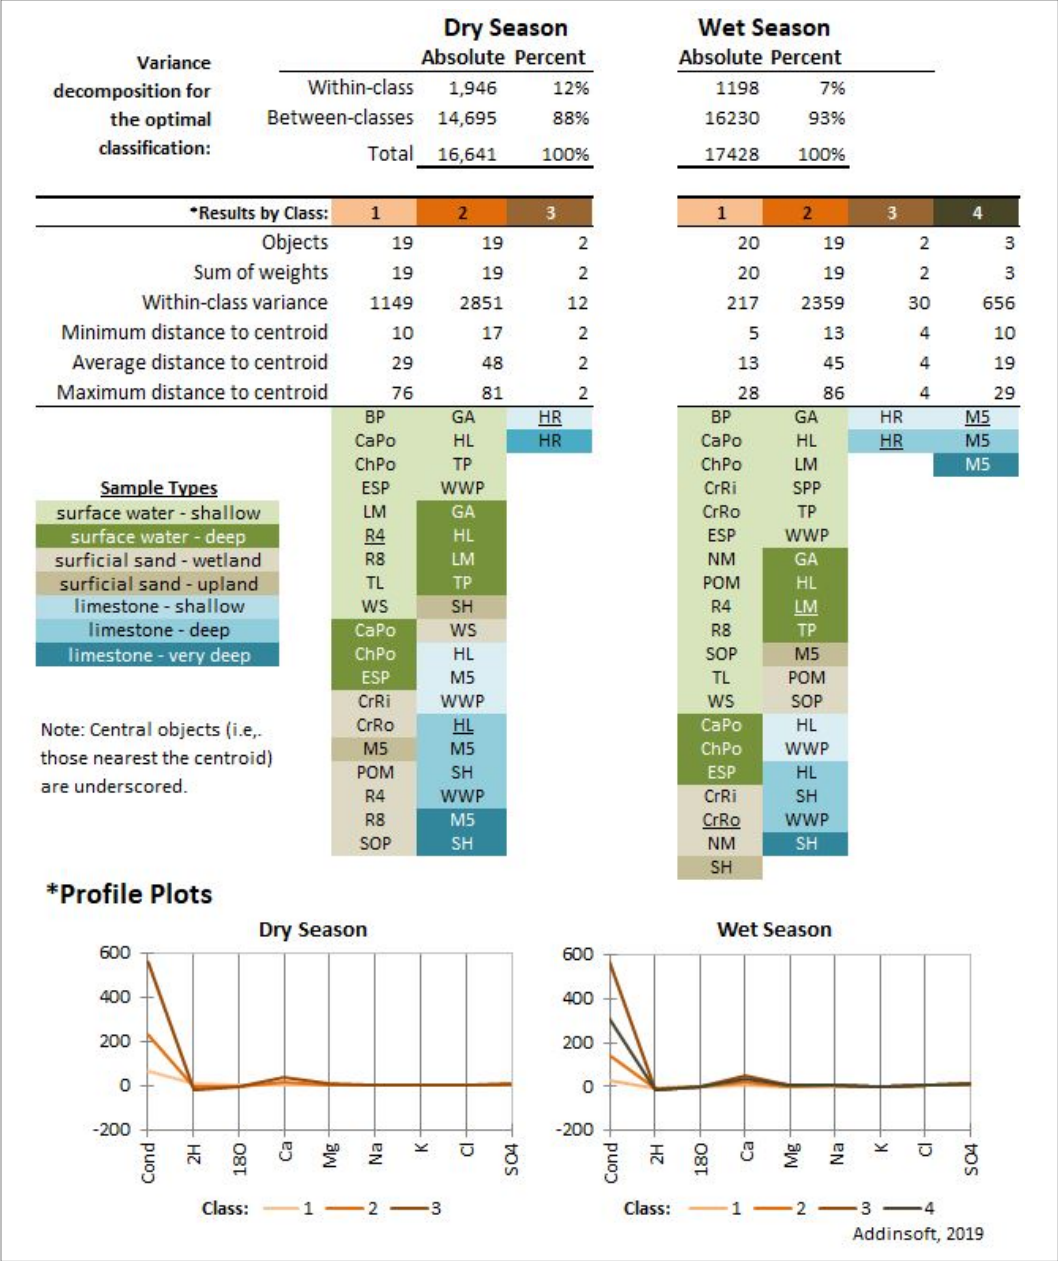 Dry Season Wet Season
Absolute Percent Absolute Percent
Variance decomposition for the optimal classification:
Within-class 1,946 12% 1198 7%
Between-classes 14,695 88% 16230 93%
Total 16,641 100% 17428 100%
*Results by Class: 1 2 3 1 2 3 4
Objects 19 19 2 20 19 2 3
Sum of weights 19 19 2 20 19 2 3
Within-class variance 1149 2851 12 217 2359 30 656
Minimum distance to centroid 10 17 2 5 13 4 10
Average distance to centroid 29 48 2 13 45 4 19
Maximum distance to centroid 76 81 2 28 86 4 29
BP GA HR BP GA HR M5
CaPo HL HR CaPo HL HR M5
ChPo TP ChPo LM M5
Sample Types ESP WWP CrRi SPP
surface water - shallow LM GA CrRo TP
surface water - deep R4 HL ESP WWP
surficial sand - wetland R8 LM NM GA
surficial sand - upland TL TP POM HL
limestone - shallow WS SH R4 LM
limestone - deep CaPo WS R8 TP
limestone - very deep ChPo HL SOP M5
ESP M5 TL POM
CrRi WWP WS SOP
Note: Central objects (i.e,. CrRo HL CaPo HL
those nearest the centroid) M5 M5 ChPo WWP
are underscored. POM SH ESP HL
R4 WWP CrRi SH
R8 M5 CrRo WWP
SOP SH NM SH
SH
*Profile Plots
Dry Season Wet Season
600 600
400 400
200 200
0 0
-200 -200
Cond 2H 18O Ca Mg Na K Cl SO4 Cond 2H 18O Ca Mg Na K Cl SO4
Class: 1 2 3 Class: 1 2 3 4
Addinsoft, 2019